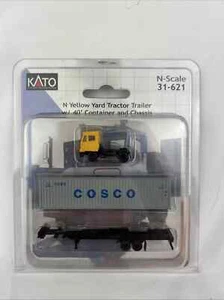 KATO
N-Scale
31-621
N Yellow Yard Tractor Trailer
w/ 40' Container and Chassis
COSCO